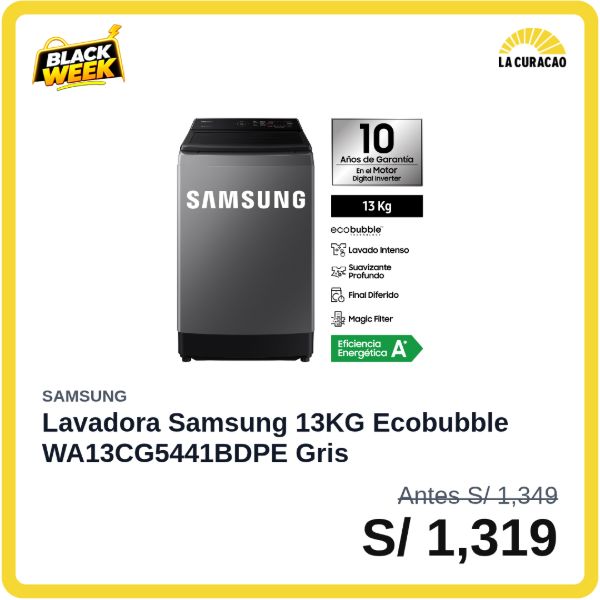 BLACK
WEEK
LA CURACAO
SAMSUNG
10
Años de Garantía
En el Motor
Digital Inverter
13 Kg
ecobubble
TECHNOLOGY
Lavado Intenso
Suavizante
Profundo
Final Diferido
Magic Filter
Eficiencia
Energética A*
SAMSUNG
Lavadora Samsung 13KG Ecobubble
WA13CG5441BDPE Gris
Antes S/ 1,349
S/ 1,319